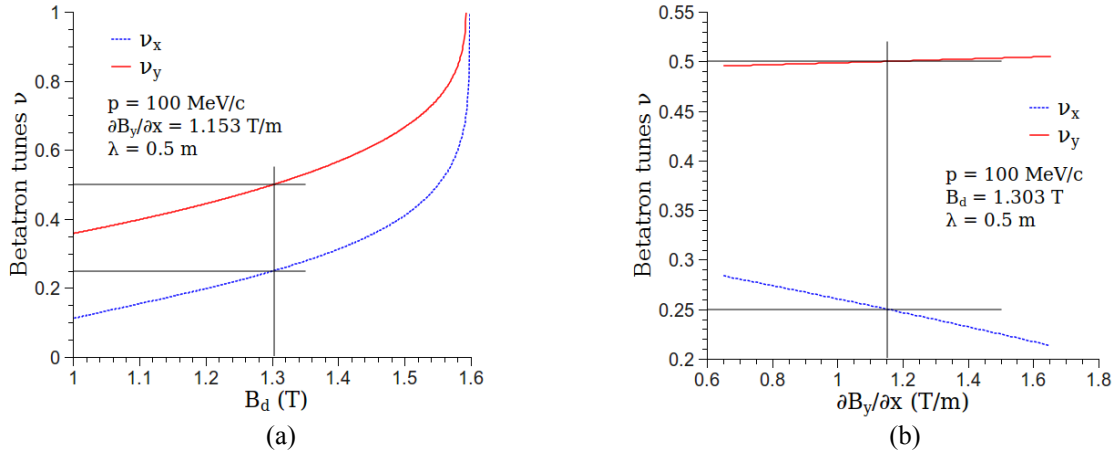 1
0.8
0.6
0.4
0.2
0
Betatron tunes ν
νx
νy
p = 100 MeV/c
∂By/∂x = 1.153 T/m
λ = 0.5 m
1 1.1 1.2 1.3 1.4 1.5 1.6
Bd (T)
(a)
0.55
0.5
0.45
0.4
0.35
0.3
0.25
0.2
Betatron tunes ν
νx
νy
p = 100 MeV/c
Bd = 1.303 T
λ = 0.5 m
0.6 0.8 1 1.2 1.4 1.6 1.8
∂By/∂x (T/m)
(b)